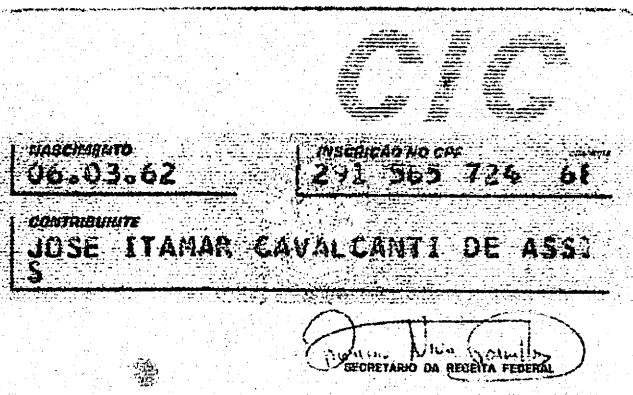 CIC
NASCIMENTO
06.03.62
INSCRIÇÃO NO CPF
291 565 724
CONTRIBUINTE
JOSE ITAMAR CAVALCANTI DE ASSI
S
SECRETÁRIO DA RECEITA FEDERAL